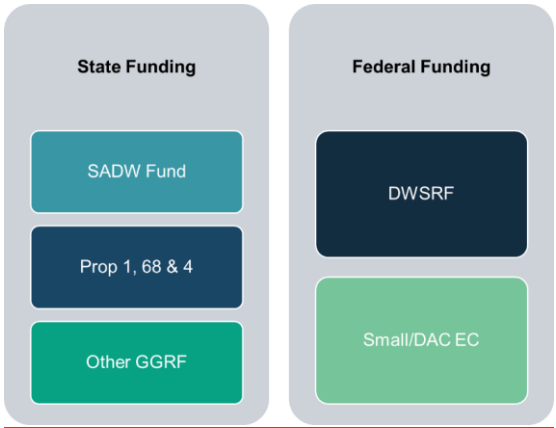 State Funding
SADW Fund
Prop 1, 68 & 4
Other GGRF
Federal Funding
DWSRF
Small/DAC EC